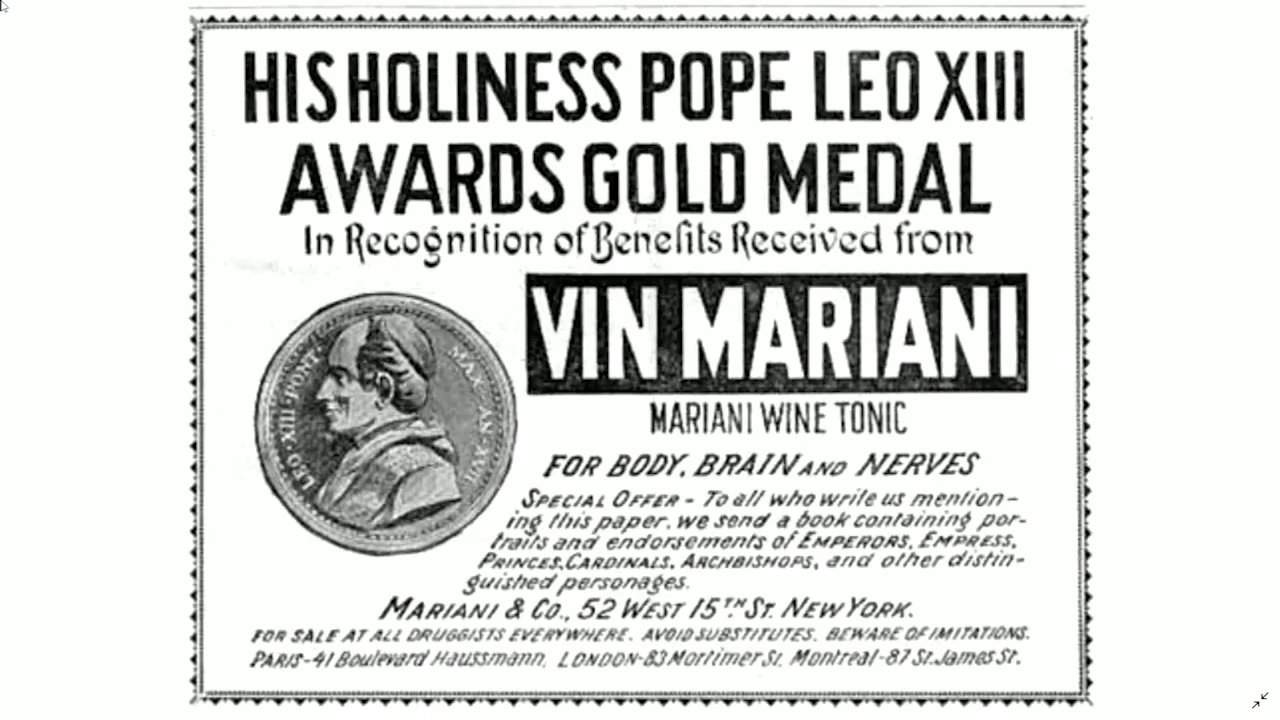 HIS HOLINESS POPE LEO XIII
AWARDS GOLD MEDAL
In Recognition of Benefits Received from
VIN MARIANI
MARIANI WINE TONIC
FOR BODY, BRAIN AND NERVES
SPECIAL OFFER - To all who write us mention-
ing this paper, we send a book containing por-
traits and endorsements of EMPERORS, EMPRESS,
PRINCES, CARDINALS, ARCHBISHOPS, and other distin-
guished personages.
MARIANI & CO., 52 WEST 15TH ST. NEW YORK.
FOR SALE AT ALL DRUGGISTS EVERYWHERE. AVOID SUBSTITUTES. BEWARE OF IMITATIONS.
PARIS-41 Boulevard Haussmann, LONDON-83 Mortimer St, Montreal-87 St. James St.
LEO·XIII·PONT·
MAX·AN·XVII